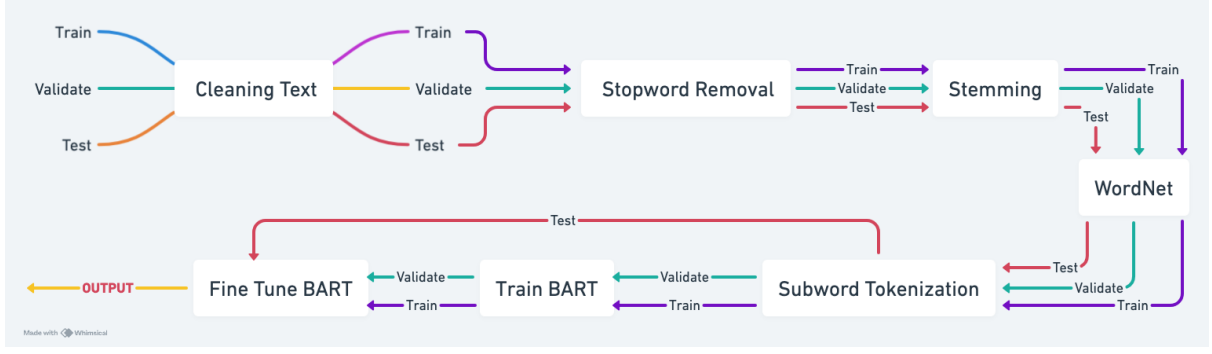 Train
Validate
Test
Cleaning Text
Train
Validate
Test
Stopword Removal
Train
Validate
Test
Stemming
Train
Validate
Test
WordNet
Test
Validate
Train
Subword Tokenization
Test
Validate
Train
Train BART
Validate
Train
Fine Tune BART
OUTPUT
Made with Whimsical